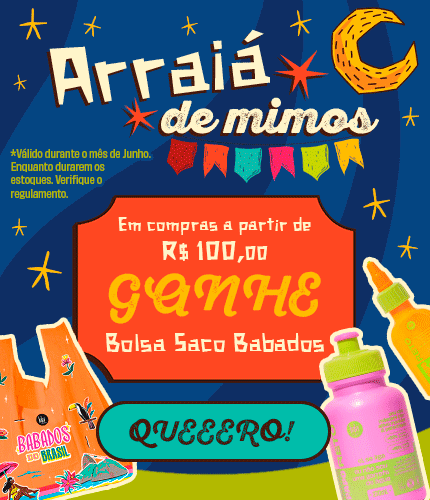 Arraiá
de mimos
*Válido durante o mês de Junho.
Enquanto durarem os
estoques. Verifique o
regulamento.
Em compras a partir de
R$ 100,00
GANHE
Bolsa Saco Babados
QUEEERO!
BABADOS
DO BRASIL